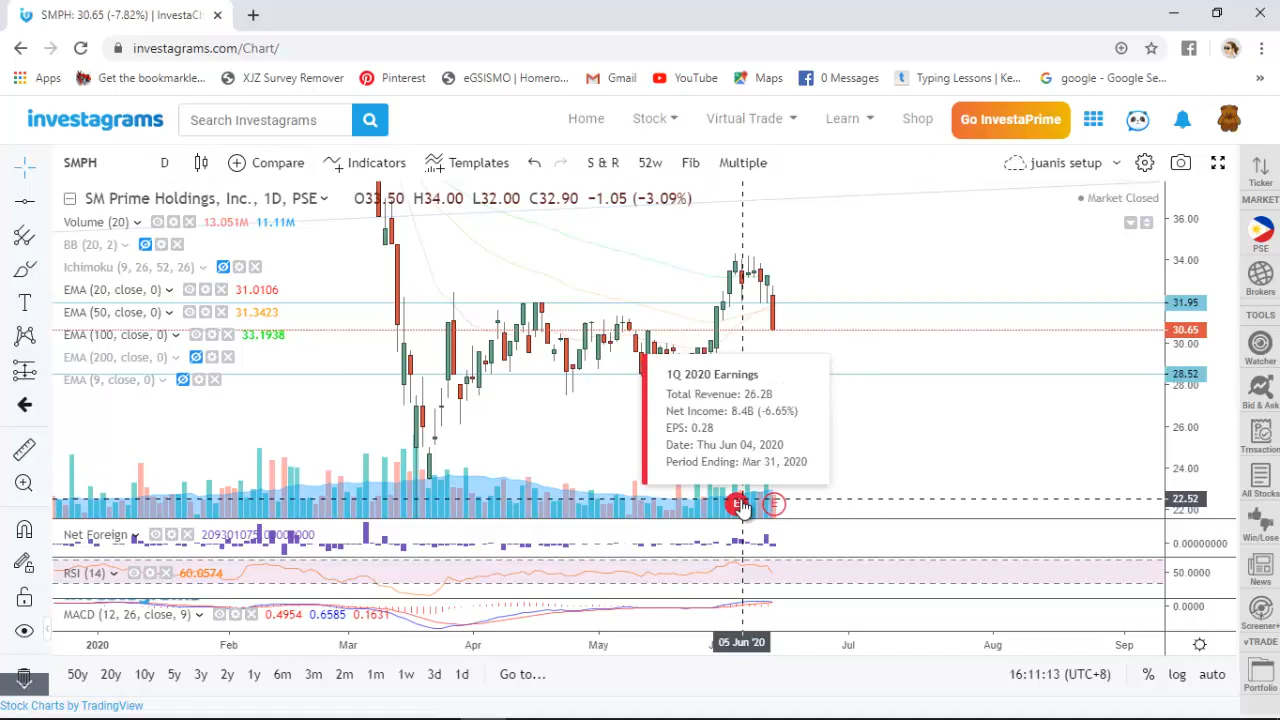 SMPH: 30.65 (-7.82%) | InvestaCh
investagrams.com/Chart/
Apps Get the bookmarkle... XJZ Survey Remover Pinterest eGSISMO | Homero... Gmail YouTube Maps 0 Messages Typing Lessons | Ke... google - Google Se...
investagrams Search Investagrams Home Stock Virtual Trade Learn Shop Go InvestaPrime
SMPH D Compare Indicators Templates S & R 52w Fib Multiple juanis setup
Ticker
SM Prime Holdings, Inc., 1D, PSE O33.50 H34.00 L32.00 C32.90 -1.05 (-3.09%) Market Closed
MARKET
Volume (20) 13.051M 11.11M
36.00
BB (20, 2)
PSE
34.00
Ichimoku (9, 26, 52, 26)
EMA (20, close, 0) 31.0106
Brokers
31.95
EMA (50, close, 0) 31.3423
TOOLS
30.65
EMA (100, close, 0) 33.1938
30.00
EMA (200, close, 0)
Watcher
28.52
EMA (9, close, 0)
28.00
1Q 2020 Earnings
Total Revenue: 26.2B
Net Income: 8.4B (-6.65%)
EPS: 0.28
Date: Thu Jun 04, 2020
Period Ending: Mar 31, 2020
Bid & Ask
26.00
Trnsaction
24.00
All Stocks
22.52
22.00
E
Net Foreign
0.00000000
Win/Lose
RSI (14) 60.0574
50.0000
News
MACD (12, 26, close, 9) 0.4954 0.6585 0.1631
0.0000
Screener+
2020 Feb Mar Apr May 05 Jun '20 Jul Aug Sep
vTRADE
50y 20y 10y 5y 3y 2y 1y 6m 3m 2m 1m 1w 3d 1d Go to... 16:11:13 (UTC+8) % log auto
Portfolio
Stock Charts by TradingView